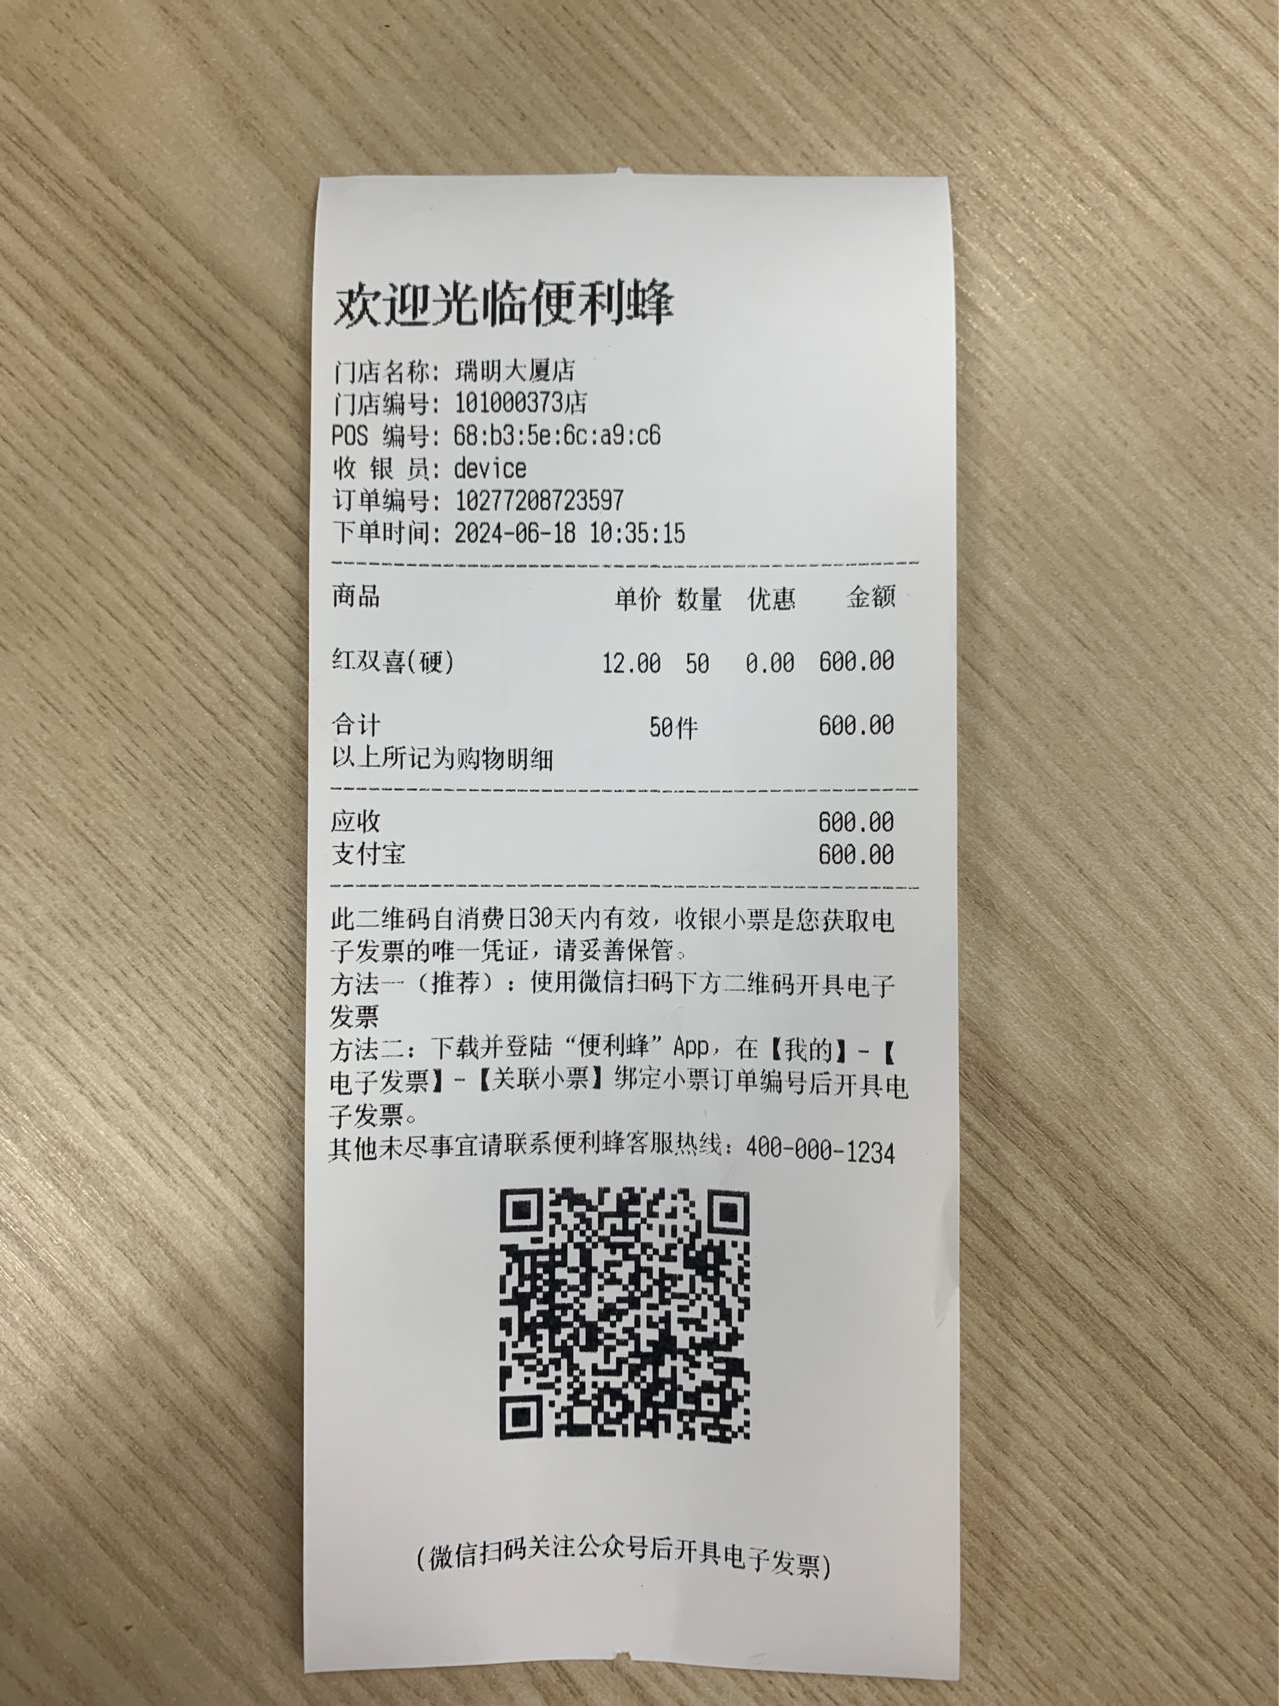 欢迎光临便利蜂
门店名称: 瑞明大厦店
门店编号: 101000373店
POS 编号: 68:b3:5e:6c:a9:c6
收 银 员: device
订单编号: 10277208723597
下单时间: 2024-06-18 10:35:15
商品 单价 数量 优惠 金额
红双喜(硬) 12.00 50 0.00 600.00
合计 50件 600.00
以上所记为购物明细
应收 600.00
支付宝 600.00
此二维码自消费日30天内有效，收银小票是您获取电
子发票的唯一凭证，请妥善保管。
方法一（推荐）：使用微信扫码下方二维码开具电子
发票
方法二：下载并登陆“便利蜂”App，在【我的】-【
电子发票】-【关联小票】绑定小票订单编号后开具电
子发票。
其他未尽事宜请联系便利蜂客服热线：400-000-1234
(微信扫码关注公众号后开具电子发票)